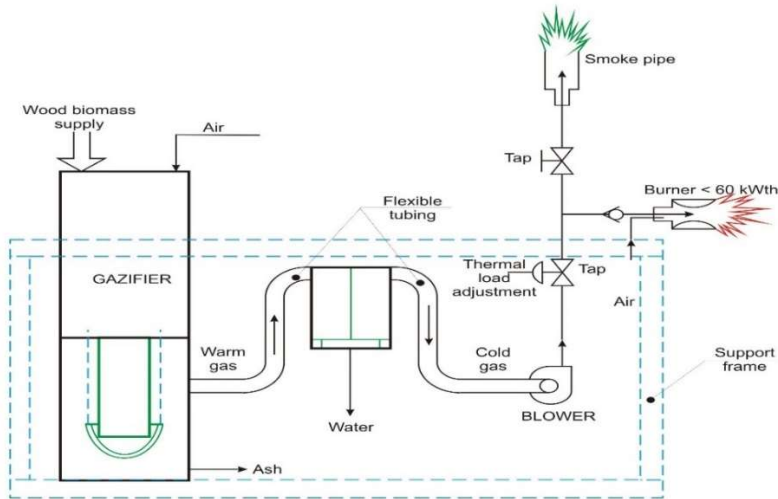 Smoke pipe
Wood biomass
supply
Air
Tap
Burner < 60 kWth
Flexible
tubing
GAZIFIER
Thermal
load
adjustment
Tap
Air
Warm
gas
Cold
gas
Support
frame
BLOWER
Water
Ash